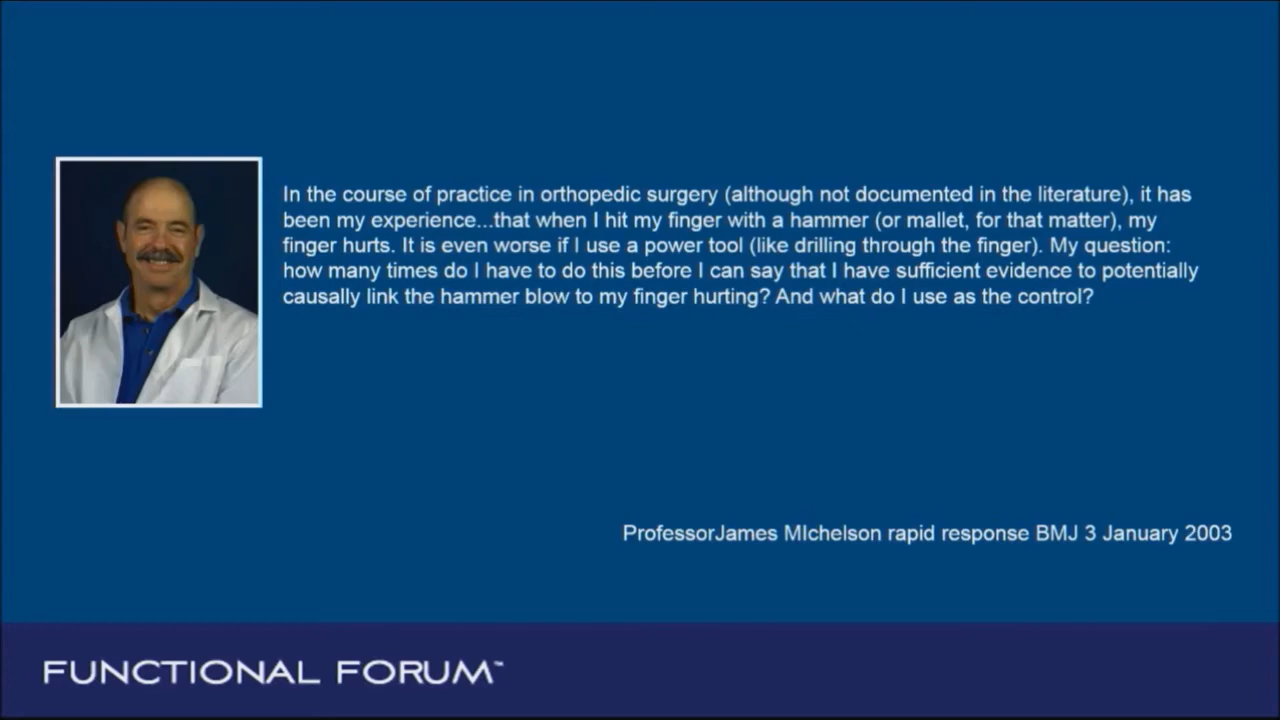 In the course of practice in orthopedic surgery (although not documented in the literature), it has
been my experience...that when I hit my finger with a hammer (or mallet, for that matter), my
finger hurts. It is even worse if I use a power tool (like drilling through the finger). My question:
how many times do I have to do this before I can say that I have sufficient evidence to potentially
causally link the hammer blow to my finger hurting? And what do I use as the control?
ProfessorJames MIchelson rapid response BMJ 3 January 2003
FUNCTIONAL FORUM™